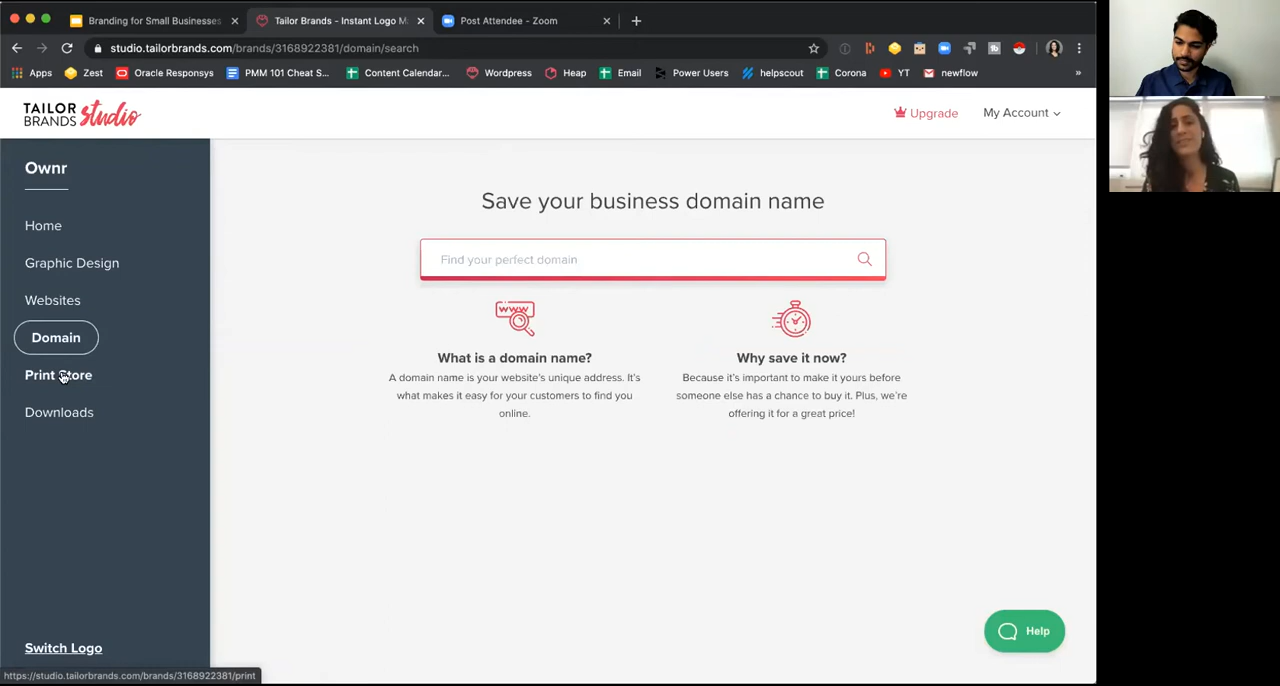 Branding for Small Businesses
Tailor Brands - Instant Logo M
Post Attendee - Zoom
studio.tailorbrands.com/brands/3168922381/domain/search
Apps
Zest
Oracle Responsys
PMM 101 Cheat S...
Content Calendar...
Wordpress
Heap
Email
Power Users
helpscout
Corona
YT
newflow
»
TAILOR
BRANDS studio
Upgrade
My Account
Ownr
Home
Graphic Design
Websites
Domain
Print Store
Downloads
Switch Logo
Save your business domain name
Find your perfect domain
WWW
What is a domain name?
A domain name is your website's unique address. It's
what makes it easy for your customers to find you
online.
Why save it now?
Because it's important to make it yours before
someone else has a chance to buy it. Plus, we're
offering it for a great price!
Help
https://studio.tailorbrands.com/brands/3168922381/print